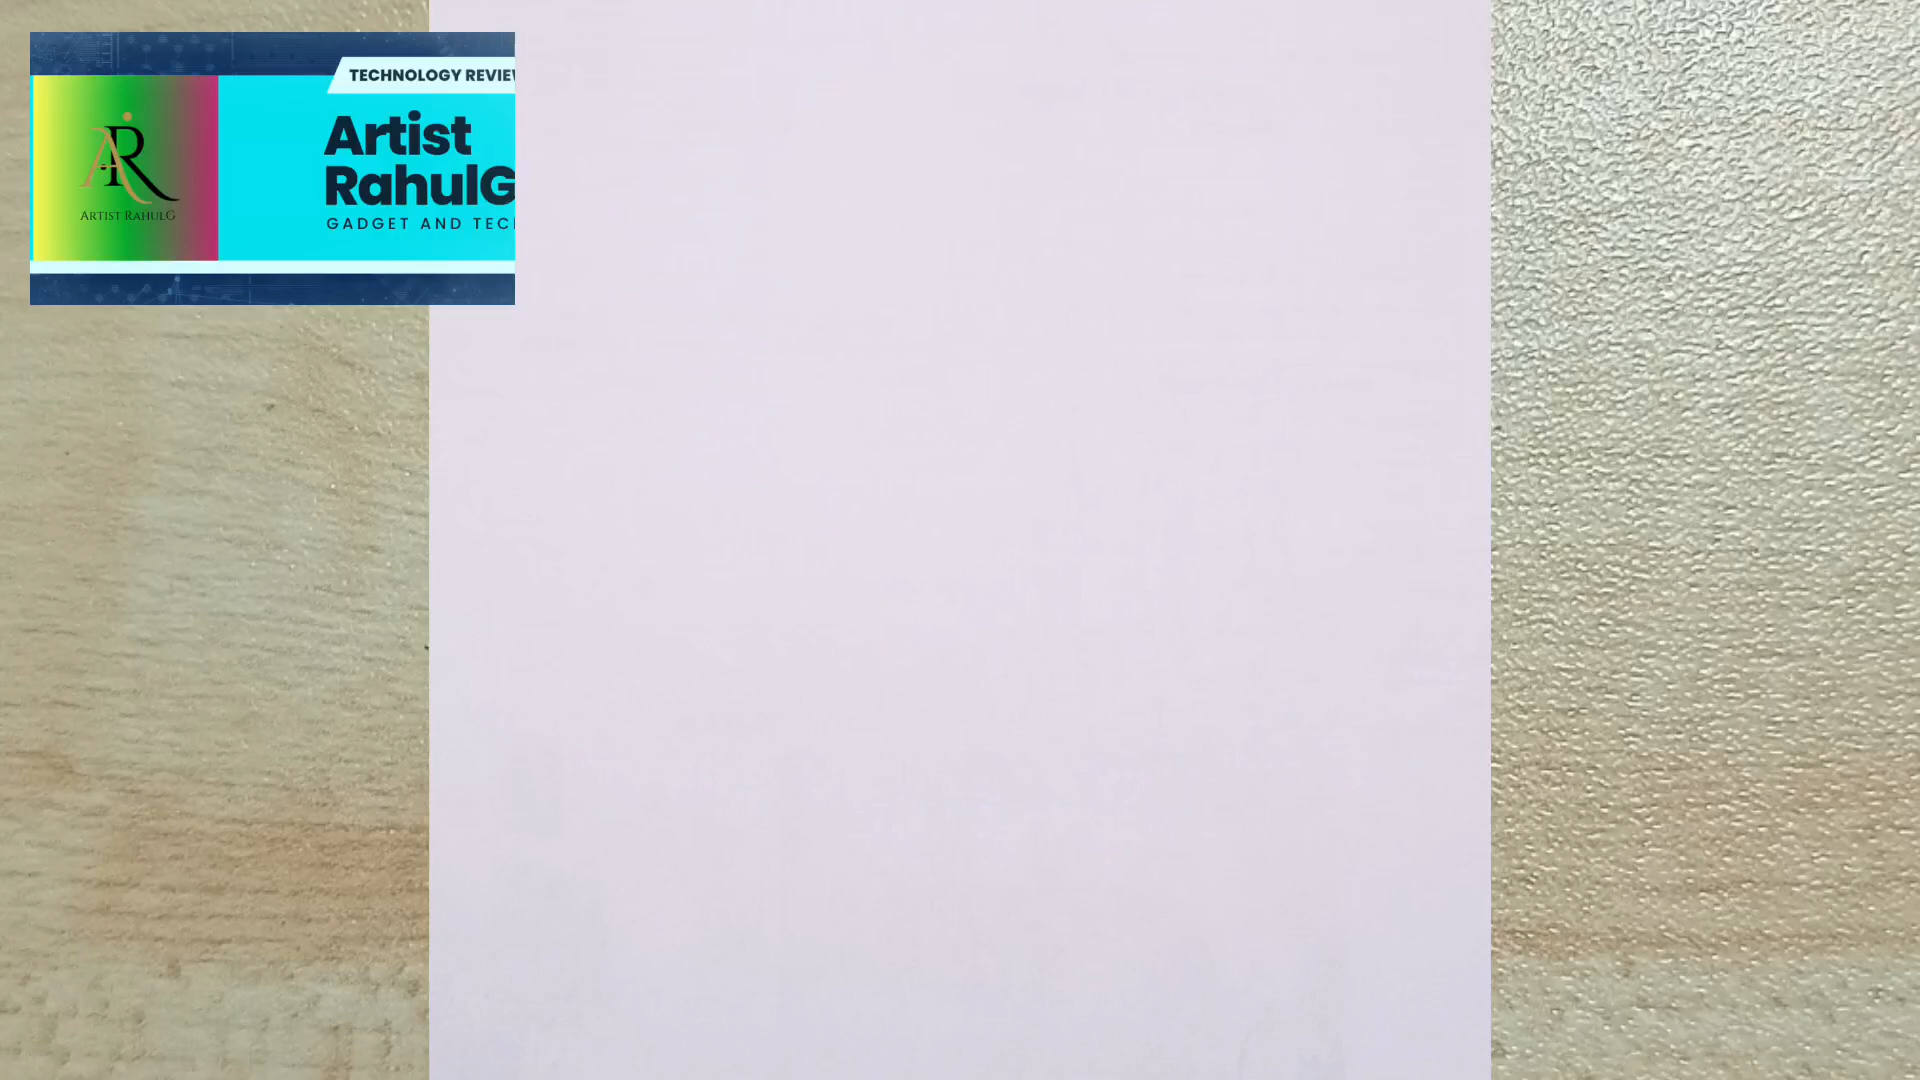 TECHNOLOGY REVIEW
Artist
RahulG
GADGET AND TEC
ARTIST RAHULG